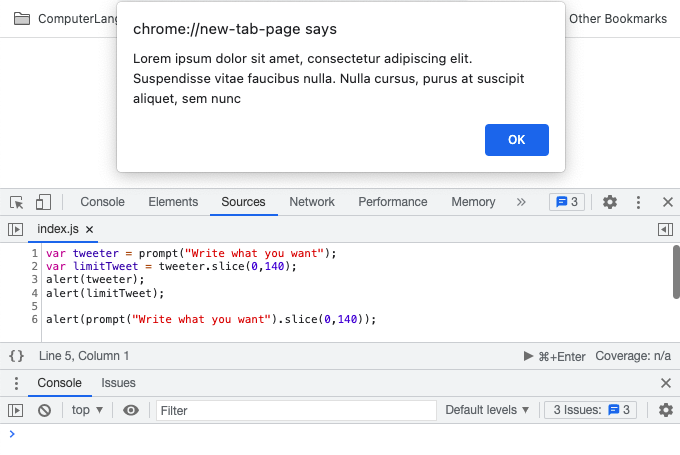 ComputerLang
Other Bookmarks
chrome://new-tab-page says
Lorem ipsum dolor sit amet, consectetur adipiscing elit.
Suspendisse vitae faucibus nulla. Nulla cursus, purus at suscipit
aliquet, sem nunc
OK
Console Elements Sources Network Performance Memory » 3
index.js ×
1 var tweeter = prompt("Write what you want");
2 var limitTweet = tweeter.slice(0,140);
3 alert(tweeter);
4 alert(limitTweet);
5
6 alert(prompt("Write what you want").slice(0,140));
{} Line 5, Column 1 ▶ ⌘+Enter Coverage: n/a
Console Issues
top ▼ Filter Default levels ▼ 3 Issues: 3